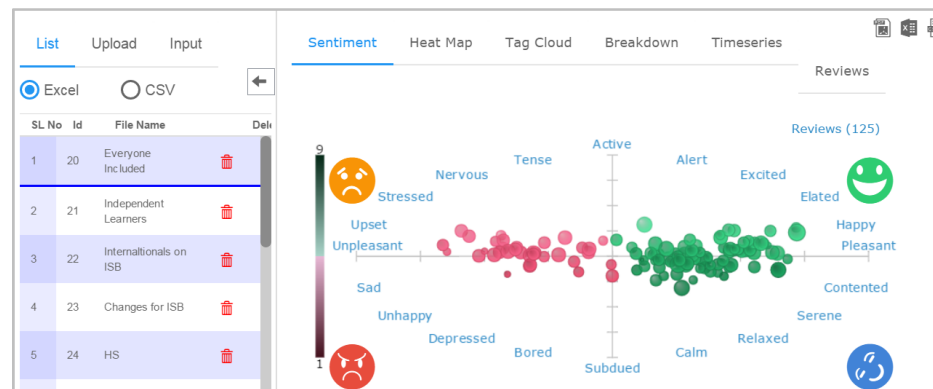 List Upload Input
Excel CSV
SL No Id File Name Dele
1 20 Everyone
Included
2 21 Independent
Learners
3 22 Internaltionals on
ISB
4 23 Changes for ISB
5 24 HS
Sentiment Heat Map Tag Cloud Breakdown Timeseries
Reviews
Reviews (125)
9
Active
Tense Alert
Nervous Excited
Stressed Elated
Upset Happy
Unpleasant Pleasant
Sad Contented
Unhappy Serene
Depressed Relaxed
Bored Calm
1
Subdued